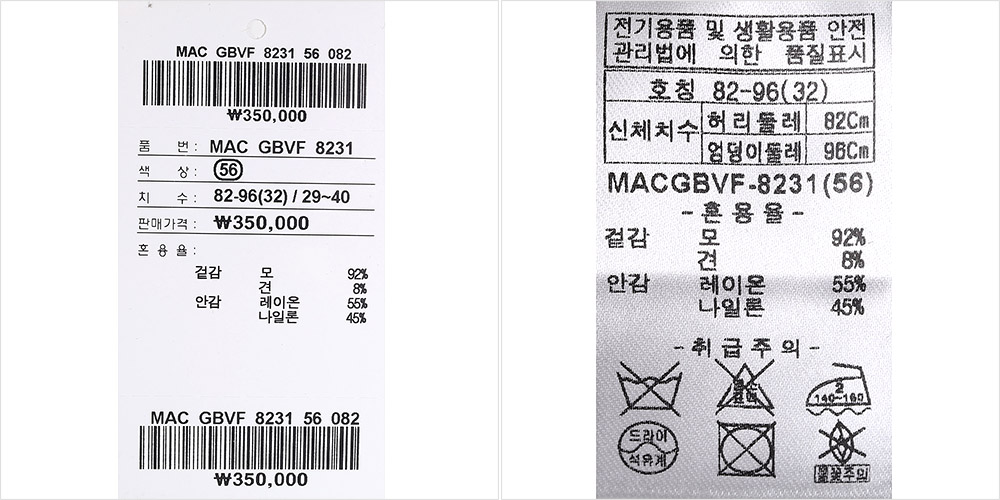 MAC GBVF 8231 56 082
₩350,000
품 번 : MAC GBVF 8231
색 상 : 56
치 수 : 82-96(32) / 29~40
판매가격 : ₩350,000
혼 용 율 :
겉감 모 92%
견 8%
안감 레이온 55%
나일론 45%
MAC GBVF 8231 56 082
₩350,000
전기용품 및 생활용품 안전
관리법에 의한 품질표시
호칭 82-96(32)
신체치수 허리둘레 82Cm
엉덩이둘레 96Cm
MACGBVF-8231(56)
-혼용율-
겉감 모 92%
견 8%
안감 레이온 55%
나일론 45%
-취급주의-
2
140~160
드라이
석유계
불꽃주의